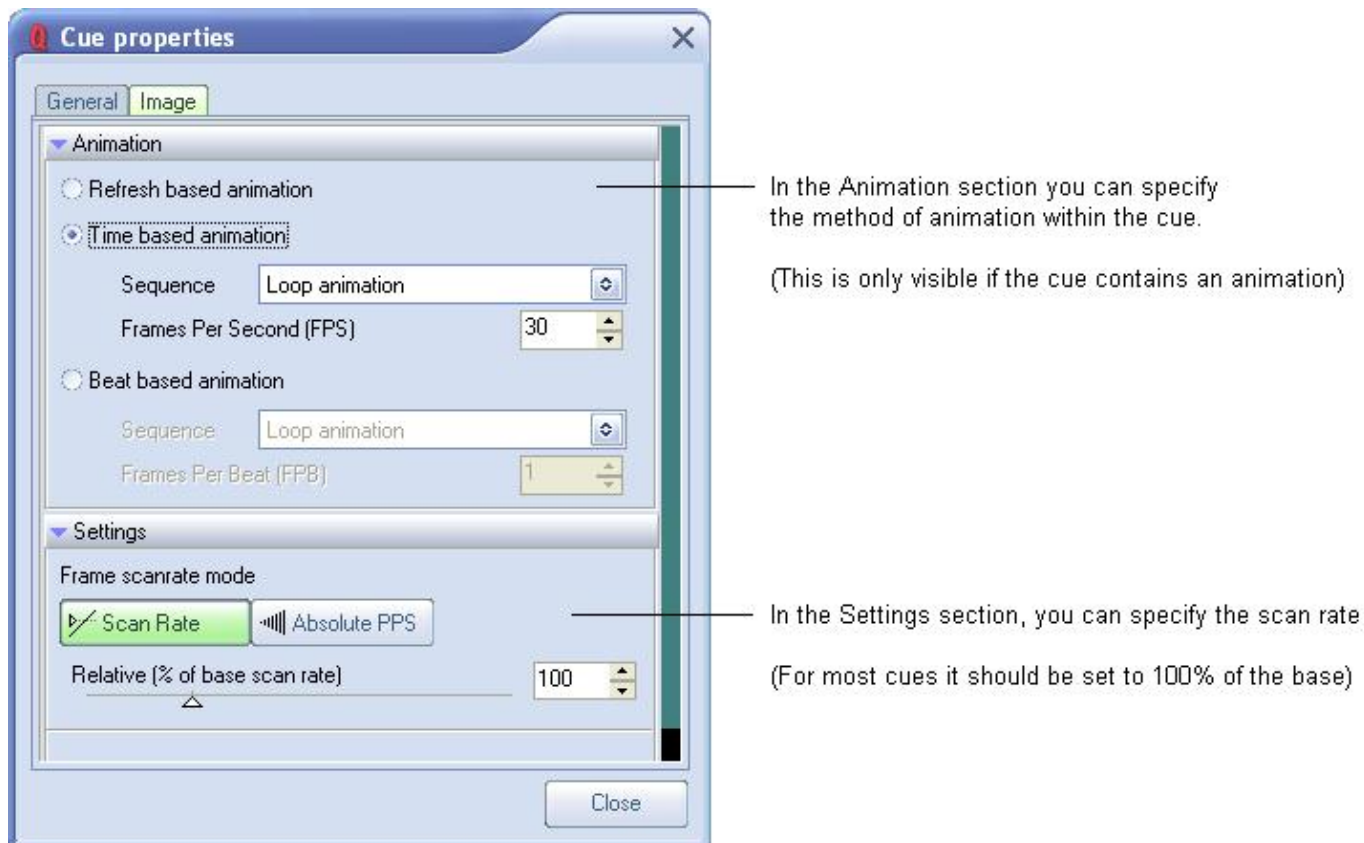 Cue properties
General Image
Animation
Refresh based animation
Time based animation
Sequence Loop animation
Frames Per Second (FPS) 30
Beat based animation
Sequence Loop animation
Frames Per Beat (FPB) 1
Settings
Frame scanrate mode
Scan Rate Absolute PPS
Relative (% of base scan rate) 100
Close
In the Animation section you can specify
the method of animation within the cue.
(This is only visible if the cue contains an animation)
In the Settings section, you can specify the scan rate
(For most cues it should be set to 100% of the base)